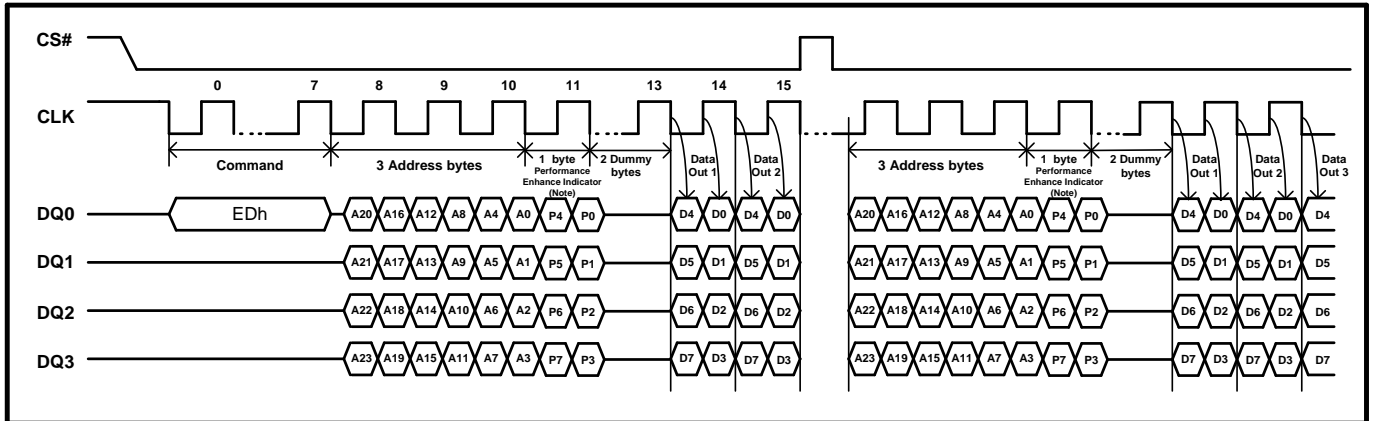 CS#
0 7 8 9 10 11 13 14 15
CLK
Command 3 Address bytes 1 byte Performance Enhance Indicator (Note) 2 Dummy bytes Data Out 1 Data Out 2 3 Address bytes 1 byte Performance Enhance Indicator (Note) 2 Dummy bytes Data Out 1 Data Out 2 Data Out 3
DQ0 EDh A20 A16 A12 A8 A4 A0 P4 P0 D4 D0 D4 D0 A20 A16 A12 A8 A4 A0 P4 P0 D4 D0 D4 D0 D4
DQ1 A21 A17 A13 A9 A5 A1 P5 P1 D5 D1 D5 D1 A21 A17 A13 A9 A5 A1 P5 P1 D5 D1 D5 D1 D5
DQ2 A22 A18 A14 A10 A6 A2 P6 P2 D6 D2 D6 D2 A22 A18 A14 A10 A6 A2 P6 P2 D6 D2 D6 D2 D6
DQ3 A23 A19 A15 A11 A7 A3 P7 P3 D7 D3 D7 D3 A23 A19 A15 A11 A7 A3 P7 P3 D7 D3 D7 D3 D7